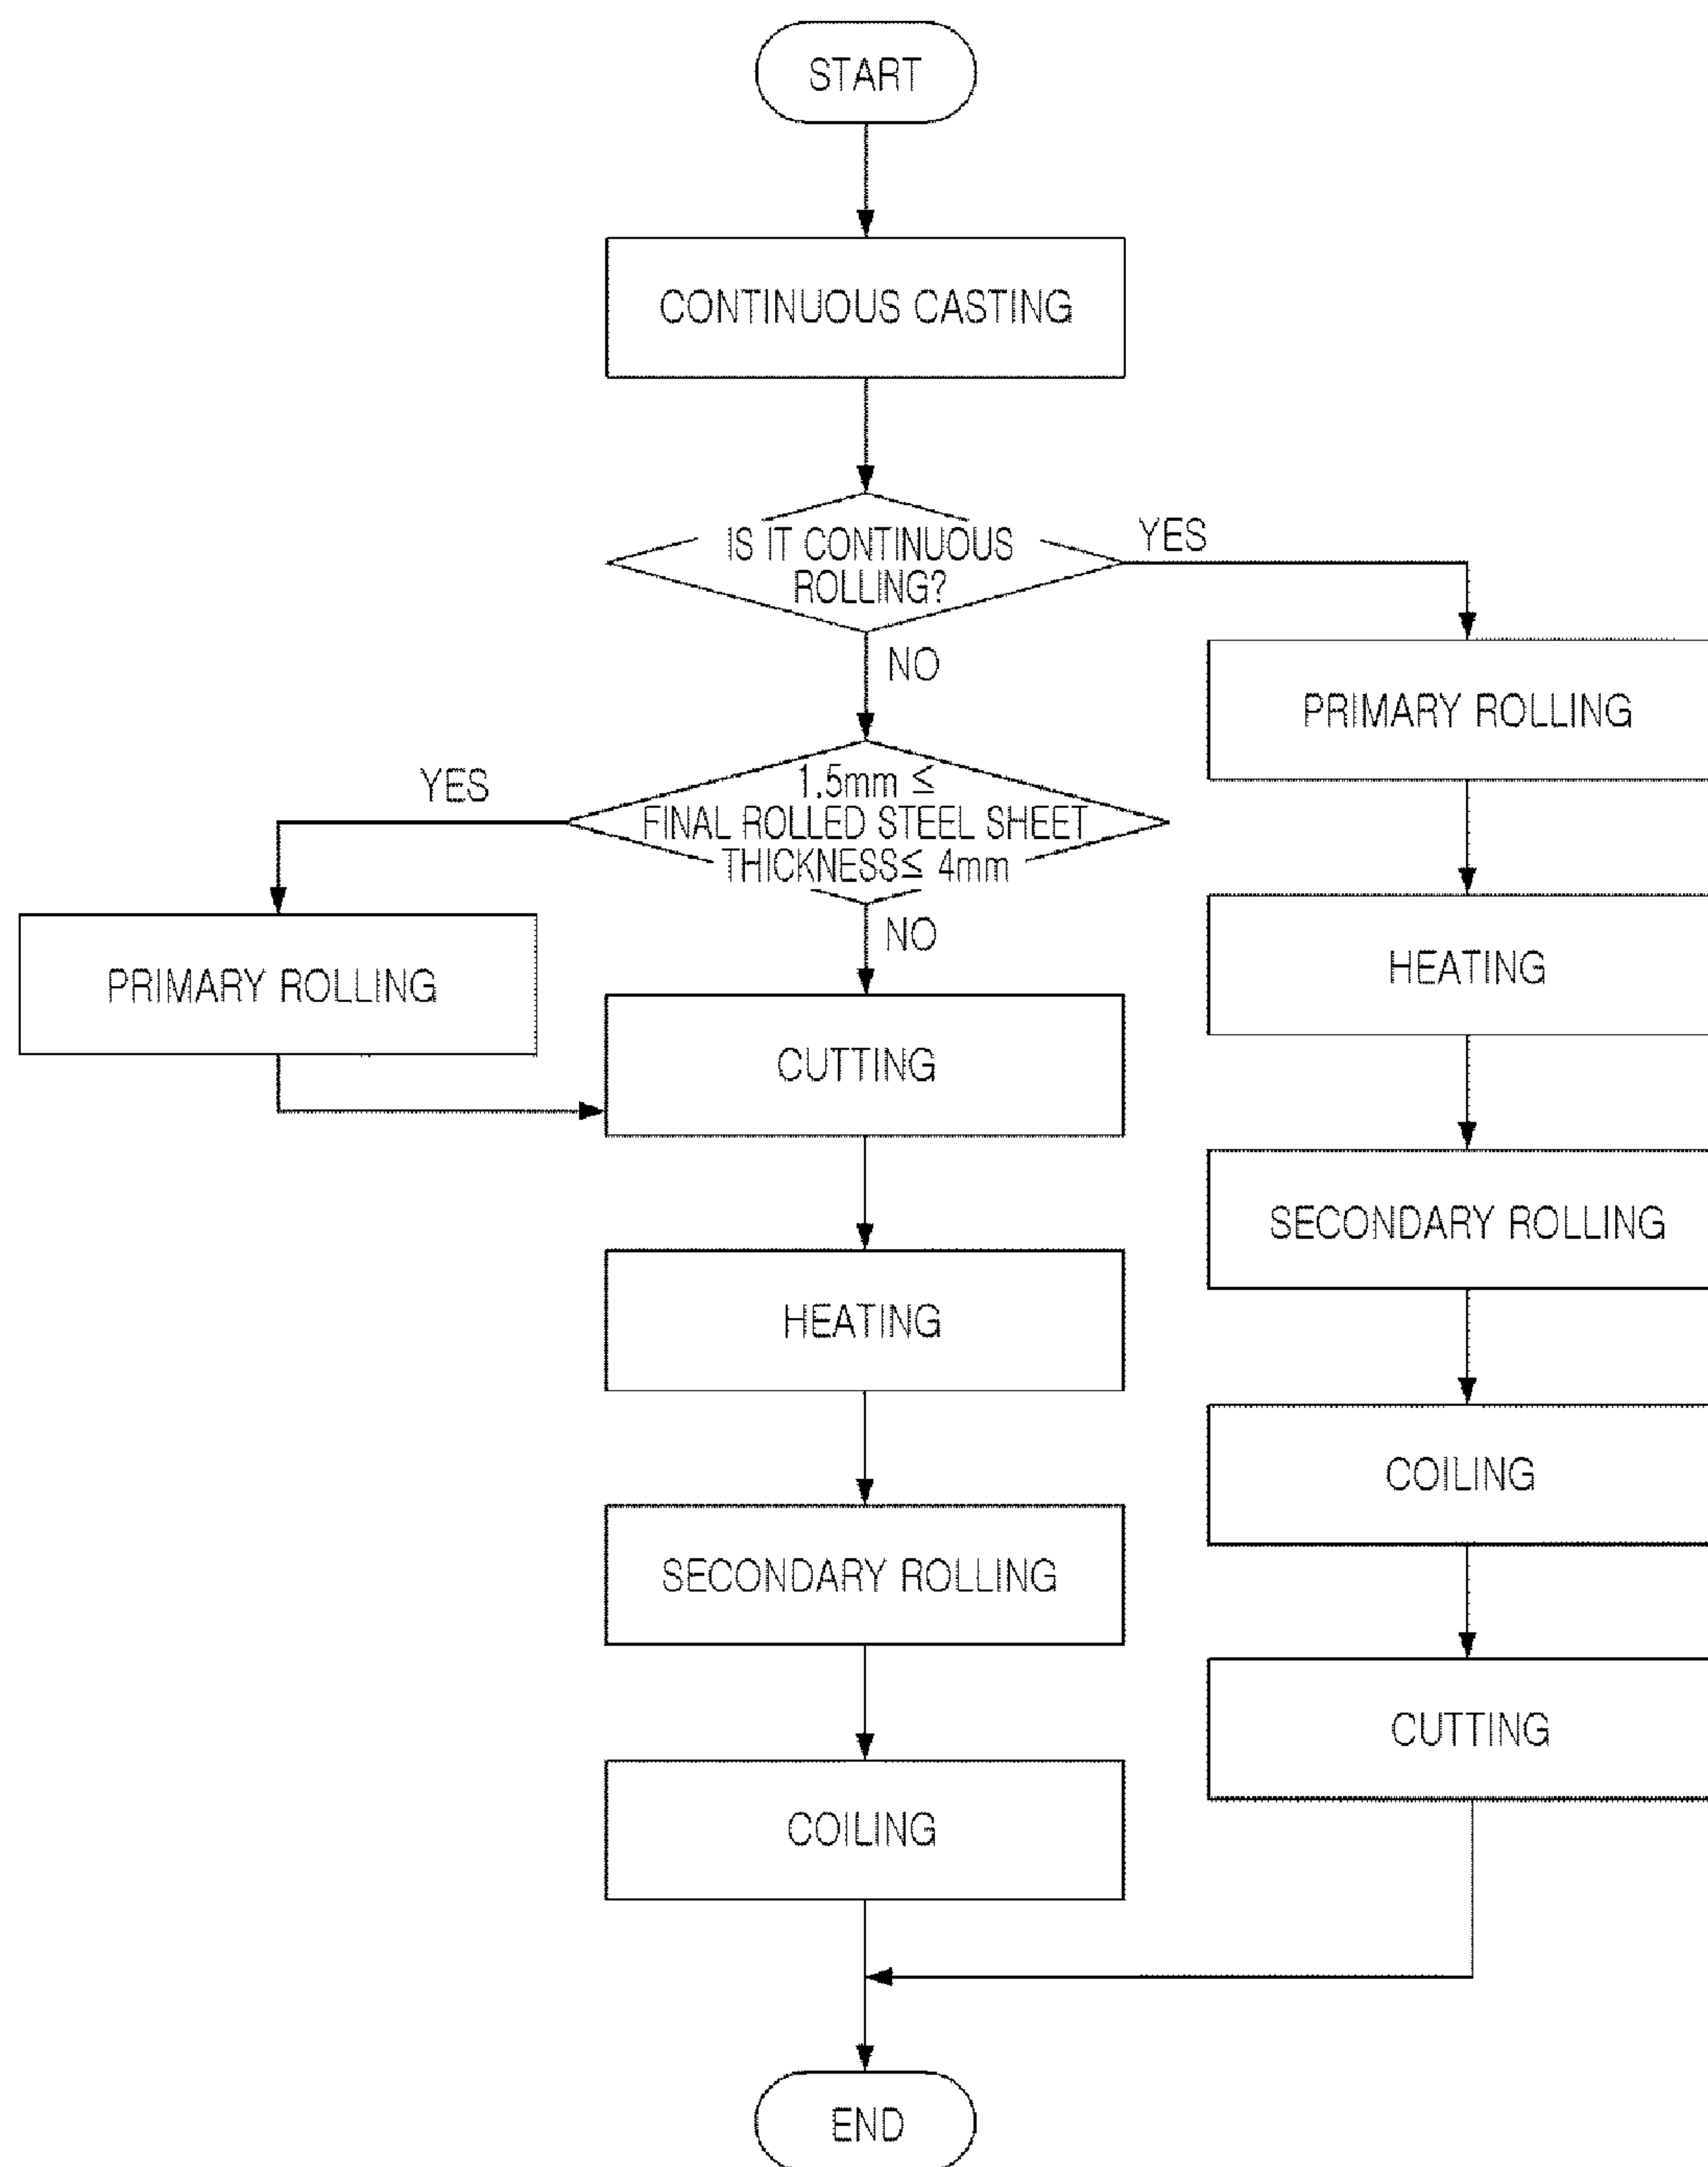 START
CONTINUOUS CASTING
IS IT CONTINUOUS
ROLLING?
YES
NO
PRIMARY ROLLING
YES
1.5mm ≤
FINAL ROLLED STEEL SHEET
THICKNESS≤ 4mm
NO
PRIMARY ROLLING
HEATING
CUTTING
SECONDARY ROLLING
HEATING
COILING
SECONDARY ROLLING
CUTTING
COILING
END